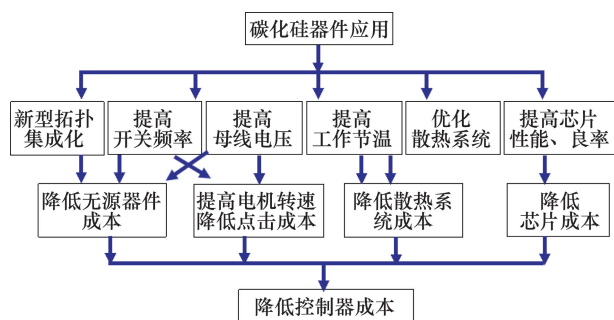 碳化硅器件应用
新型拓扑
集成化
提高
开关频率
提高
母线电压
提高
工作节温
优化
散热系统
提高芯片
性能、良率
降低无源器件
成本
提高电机转速
降低点击成本
降低散热系
统成本
降低
芯片成本
降低控制器成本